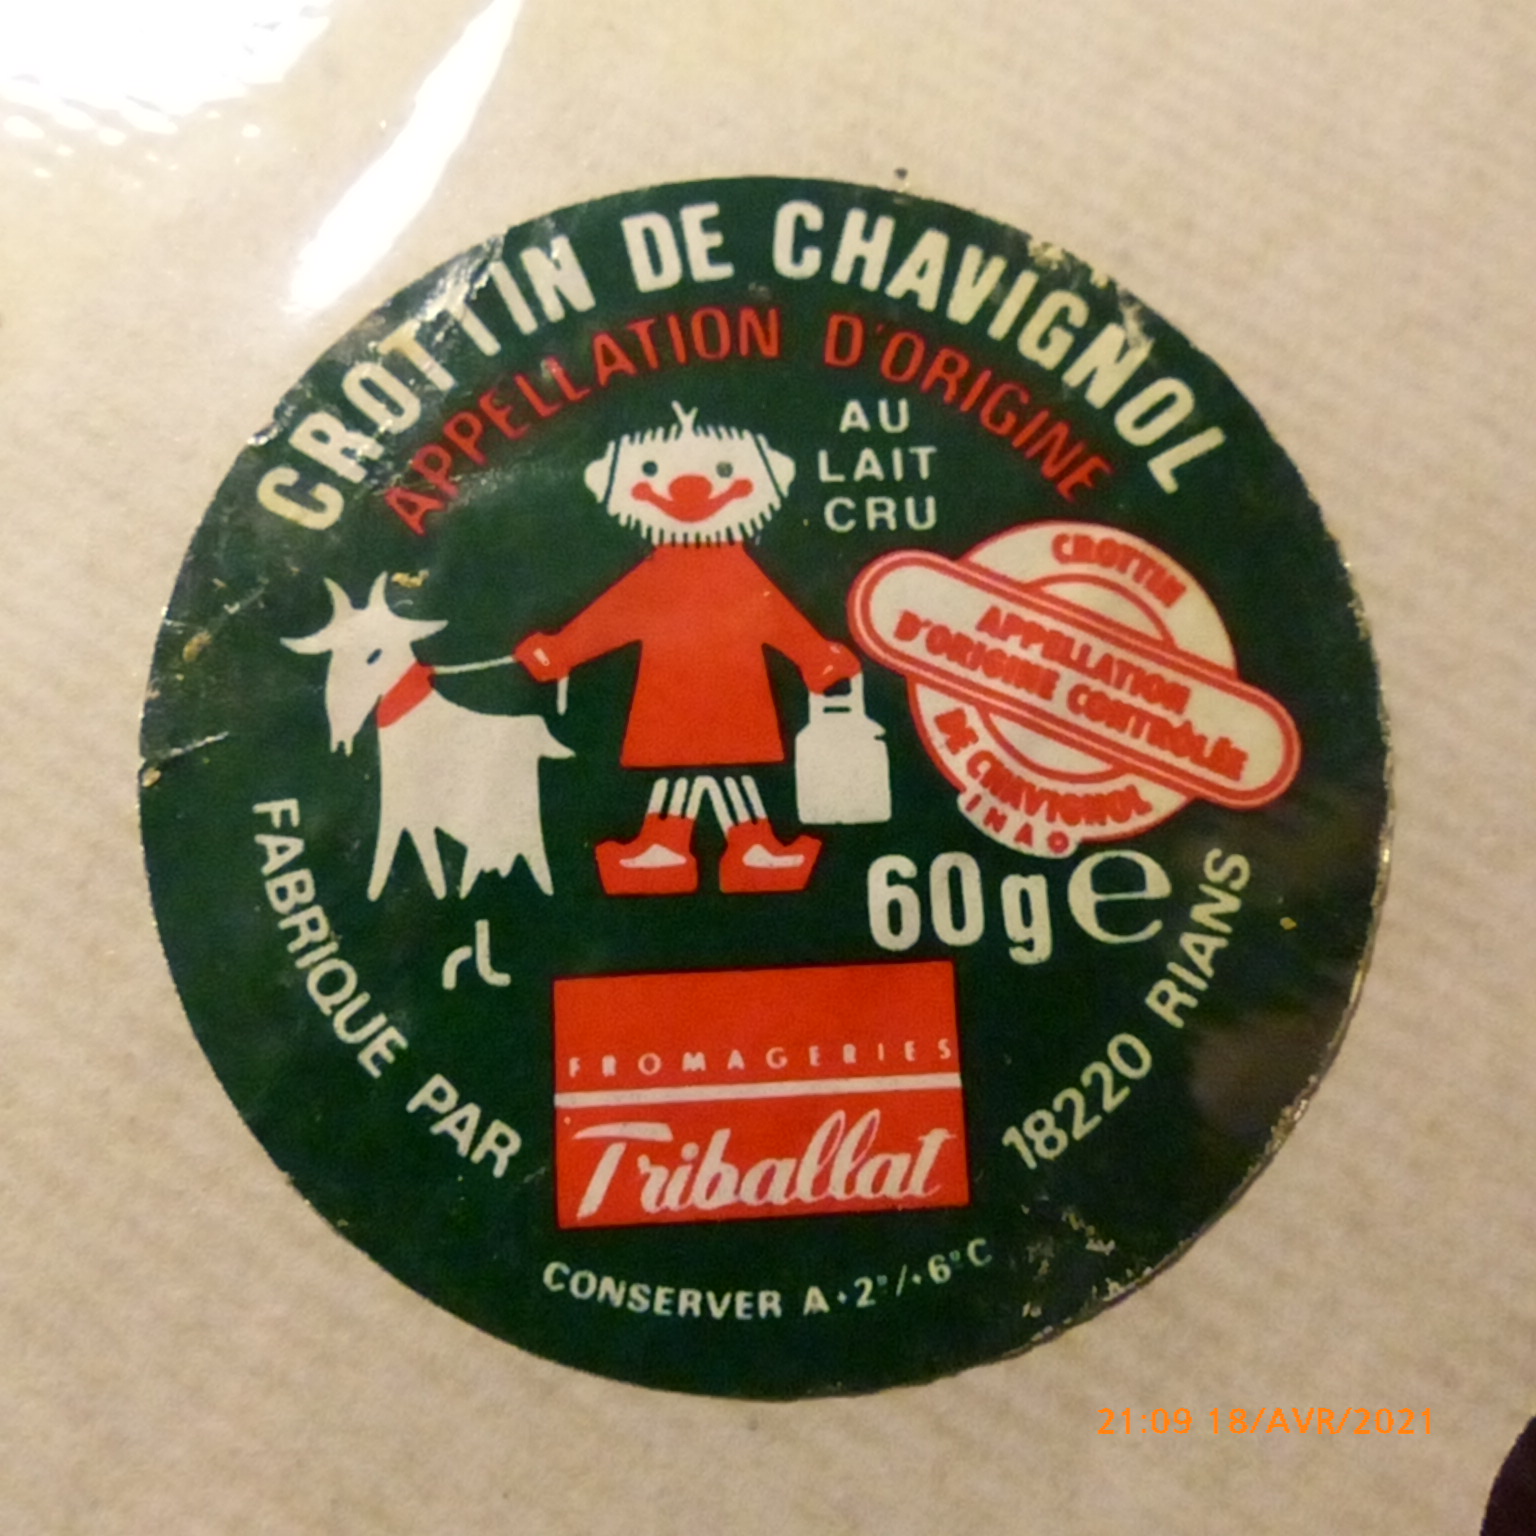 CROTTIN DE CHAVIGNOL
APPELLATION D'ORIGINE
AU
LAIT
CRU
CROTTIN
APPELLATION
D'ORIGINE CONTRÔLÉE
DE CHAVIGNOL
INAO
60g e
rL
FABRIQUE PAR
FROMAGERIES
Triballat
18220 RIANS
CONSERVER A+2°/+6°C
21:09 18/AVR/2021